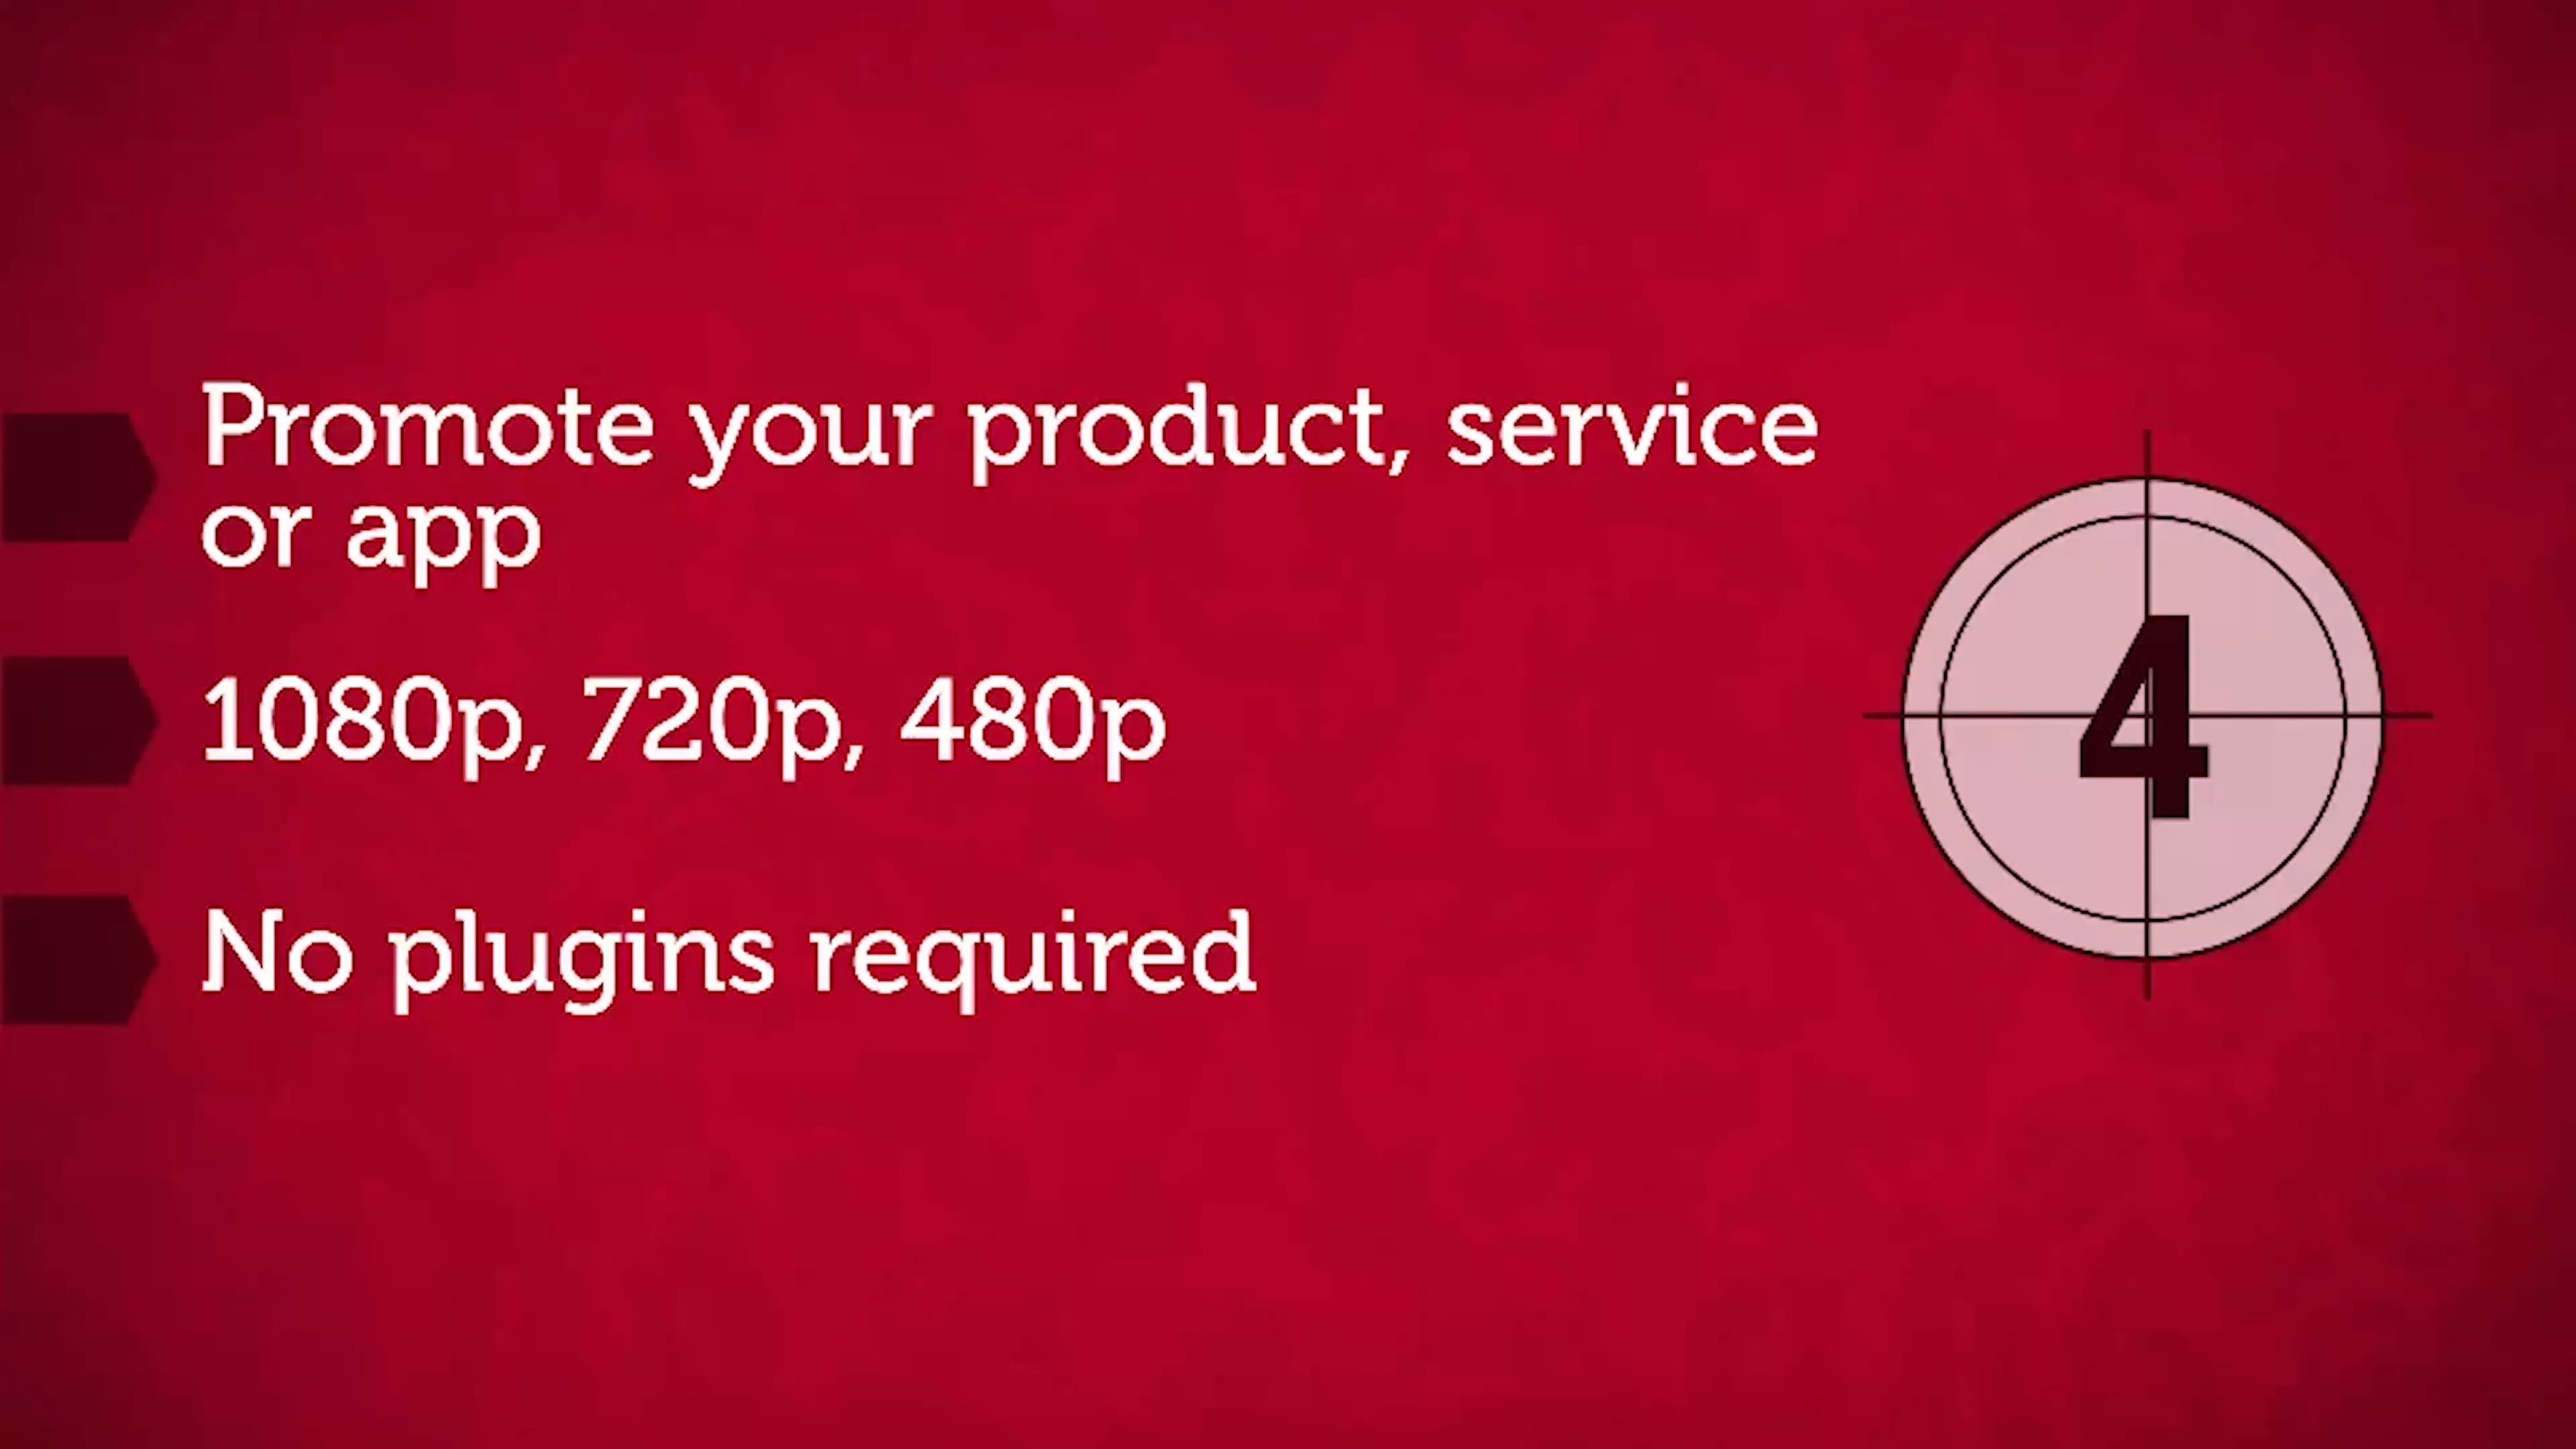 Promote your product, service
or app
1080p, 720p, 480p
No plugins required
4